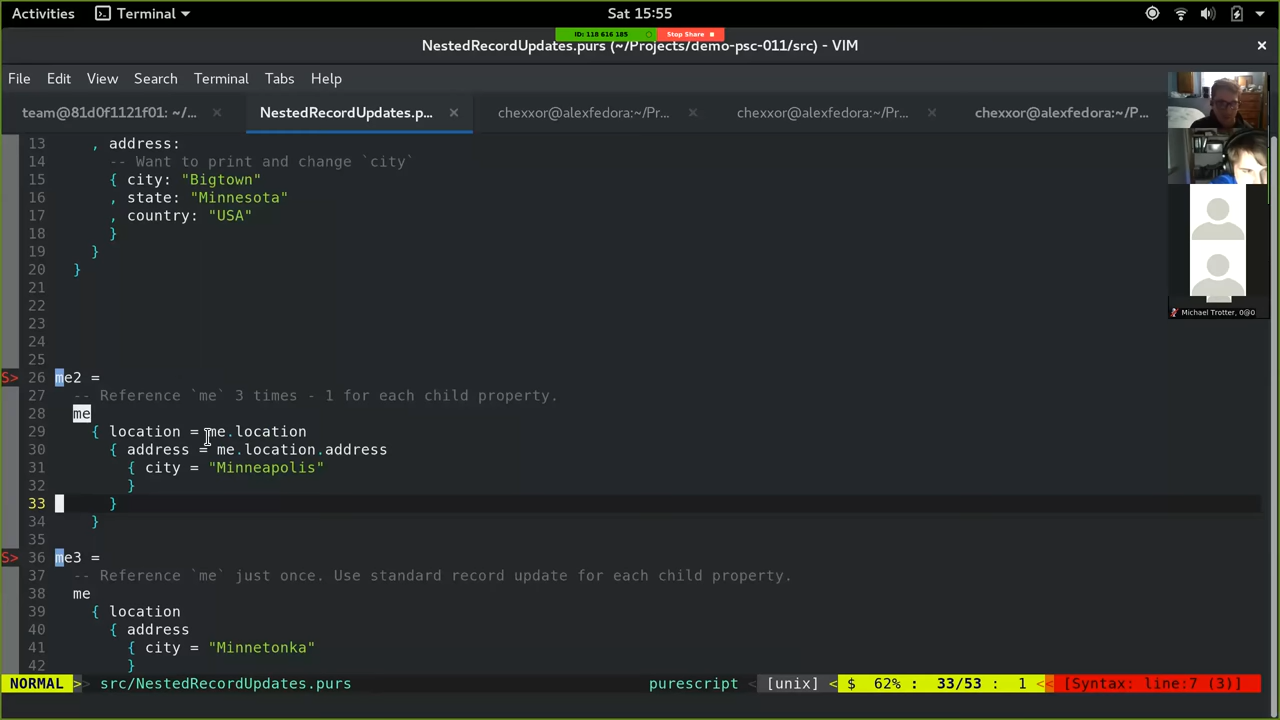 Activities Terminal Sat 15:55
ID: 118 616 185 Stop Share
NestedRecordUpdates.purs (~/Projects/demo-psc-011/src) - VIM
File Edit View Search Terminal Tabs Help
team@81d0f1121f01: ~/... NestedRecordUpdates.p... chexxor@alexfedora:~/Pr... chexxor@alexfedora:~/Pr... chexxor@alexfedora:~/P...
13 , address:
14 -- Want to print and change `city`
15 { city: "Bigtown"
16 , state: "Minnesota"
17 , country: "USA"
18 }
19 }
20 }
21
22
23
24
25
S> 26 me2 =
27 -- Reference `me` 3 times - 1 for each child property.
28 me
29 { location = me.location
30 { address = me.location.address
31 { city = "Minneapolis"
32 }
33 }
34 }
35
S> 36 me3 =
37 -- Reference `me` just once. Use standard record update for each child property.
38 me
39 { location
40 { address
41 { city = "Minnetonka"
42 }
NORMAL >> src/NestedRecordUpdates.purs purescript < [unix] < $ 62% : 33/53 : 1 << [Syntax: line:7 (3)]
Michael Trotter, 0@0